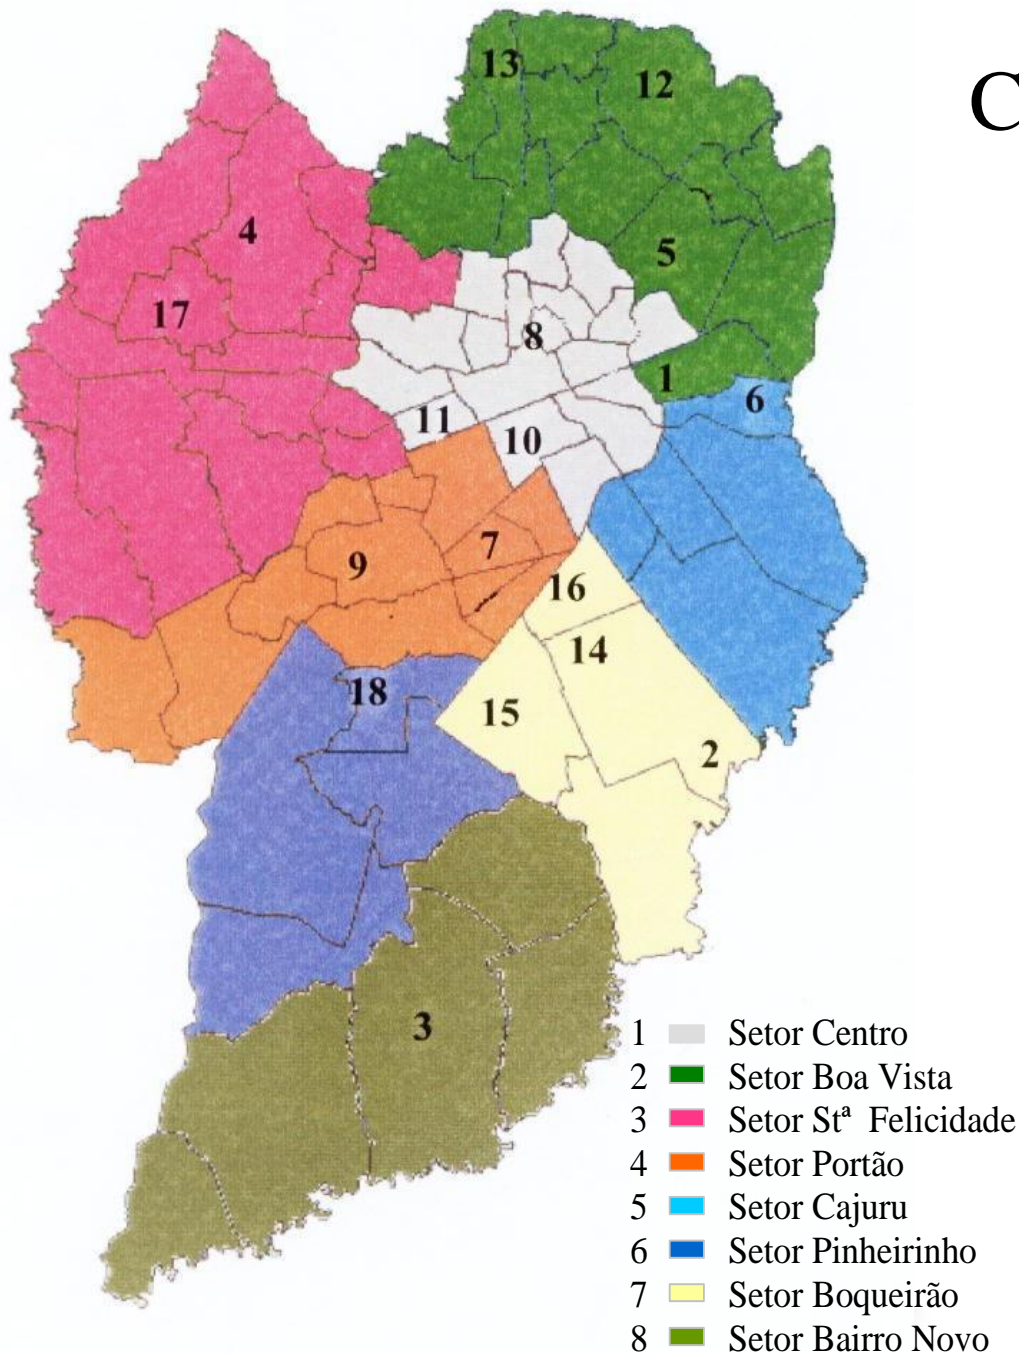 C
13
12
4
5
17
8
1
6
11
10
7
9
16
14
18
15
2
3
1 Setor Centro
2 Setor Boa Vista
3 Setor Stª Felicidade
4 Setor Portão
5 Setor Cajuru
6 Setor Pinheirinho
7 Setor Boqueirão
8 Setor Bairro Novo